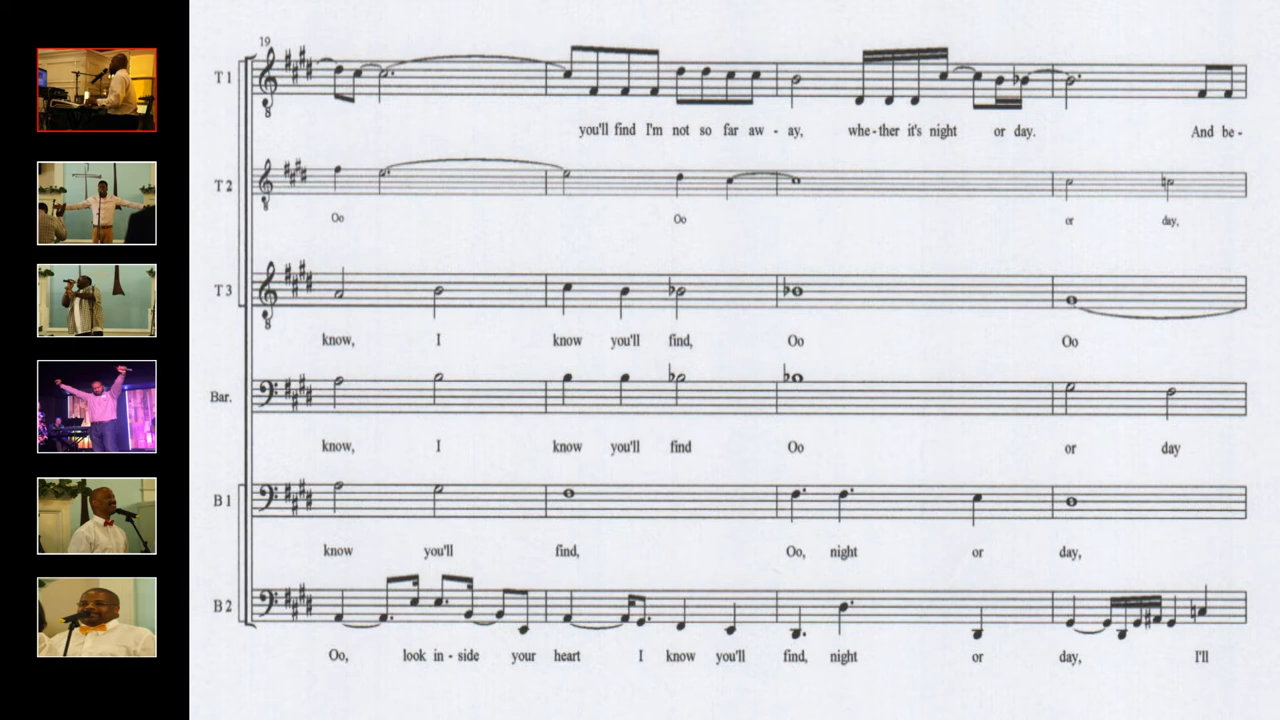 19
T 1
8
you'll find I'm not so far aw - ay, whe - ther it's night or day. And be -
T 2
8
Oo Oo or day,
T 3
8
know, I know you'll find, Oo Oo
Bar.
know, I know you'll find Oo or day
B 1
know you'll find, Oo, night or day,
B 2
Oo, look in - side your heart I know you'll find, night or day, I'll